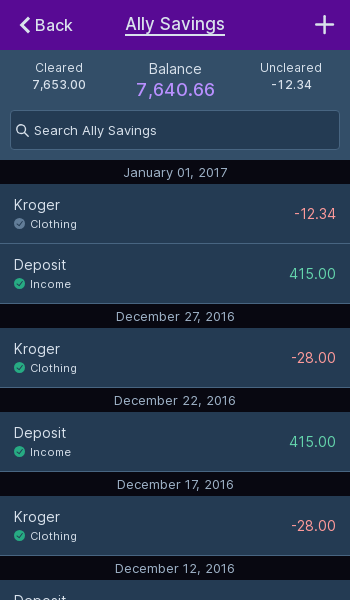 Back
Ally Savings
Cleared
Balance
Uncleared
7,653.00
7,640.66
-12.34
Search Ally Savings
January 01, 2017
Kroger
-12.34
Clothing
Deposit
415.00
Income
December 27, 2016
Kroger
-28.00
Clothing
December 22, 2016
Deposit
415.00
Income
December 17, 2016
Kroger
-28.00
Clothing
December 12, 2016
Deposit